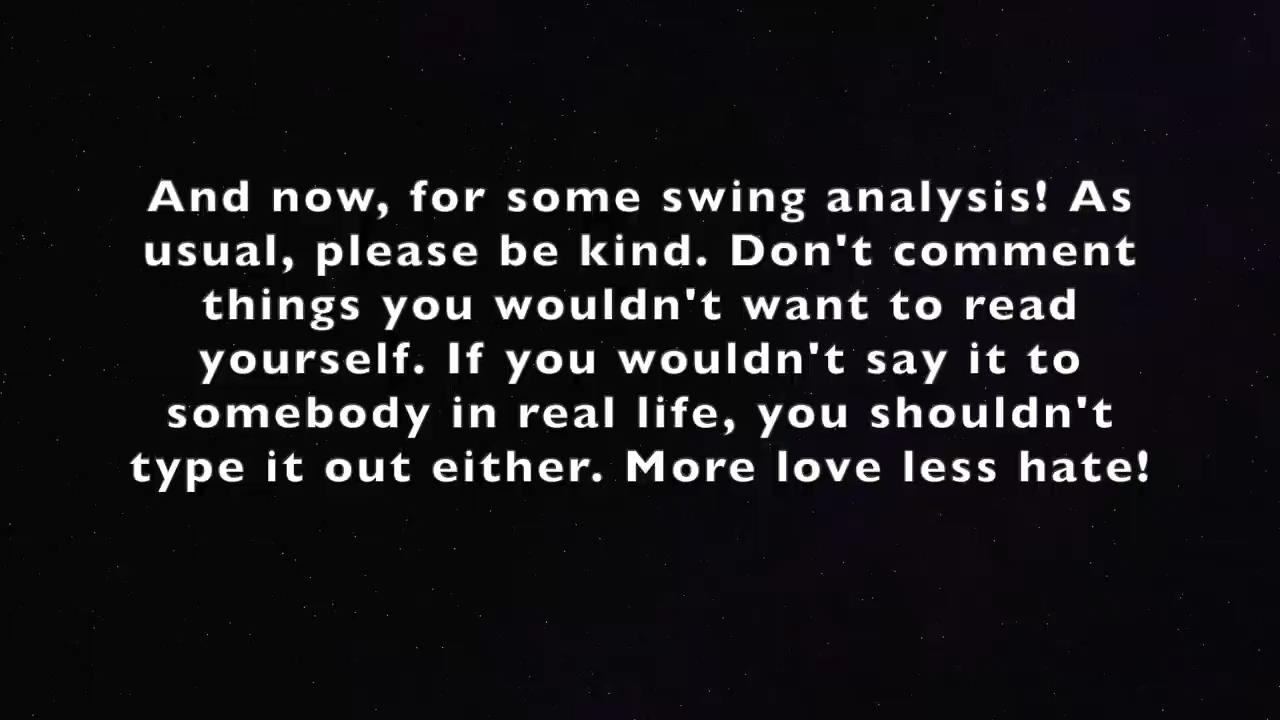 And now, for some swing analysis! As
usual, please be kind. Don't comment
things you wouldn't want to read
yourself. If you wouldn't say it to
somebody in real life, you shouldn't
type it out either. More love less hate!